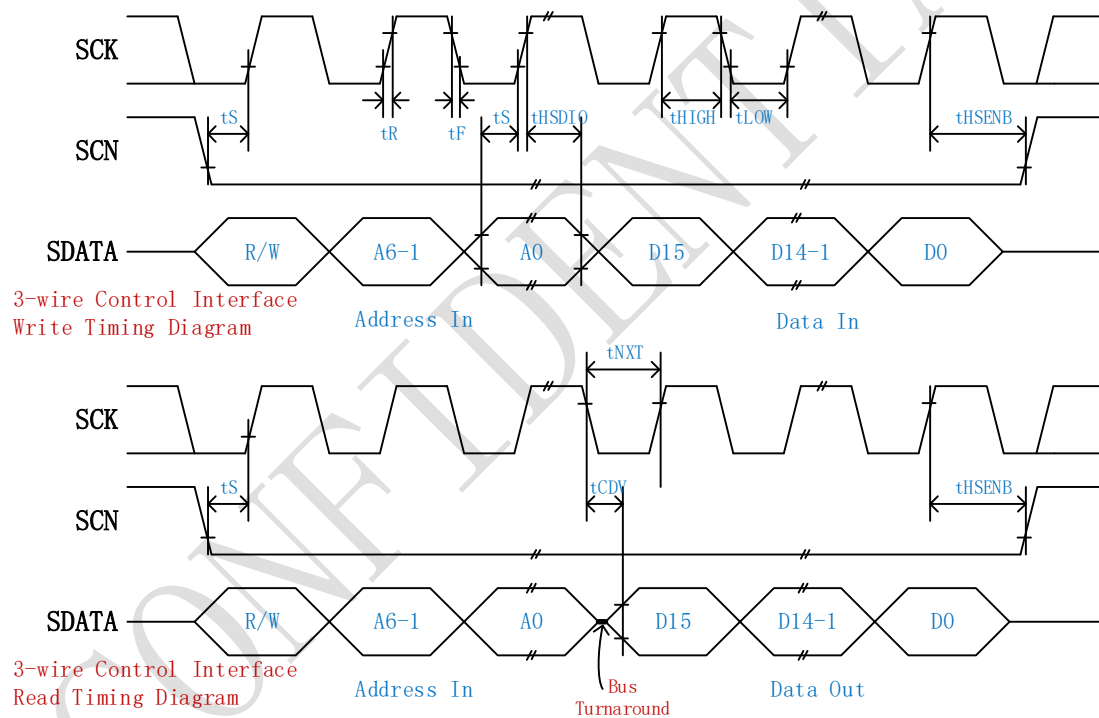 SCK
tS
tR
tF
tS
tHSDIO
tHIGH
tLOW
tHSENB
SCN
SDATA
R/W
A6-1
A0
D15
D14-1
D0
3-wire Control Interface
Write Timing Diagram
Address In
Data In
tNXT
SCK
tS
tCDV
tHSENB
SCN
SDATA
R/W
A6-1
A0
D15
D14-1
D0
3-wire Control Interface
Read Timing Diagram
Address In
Bus
Turnaround
Data Out
CONFIDENTIA